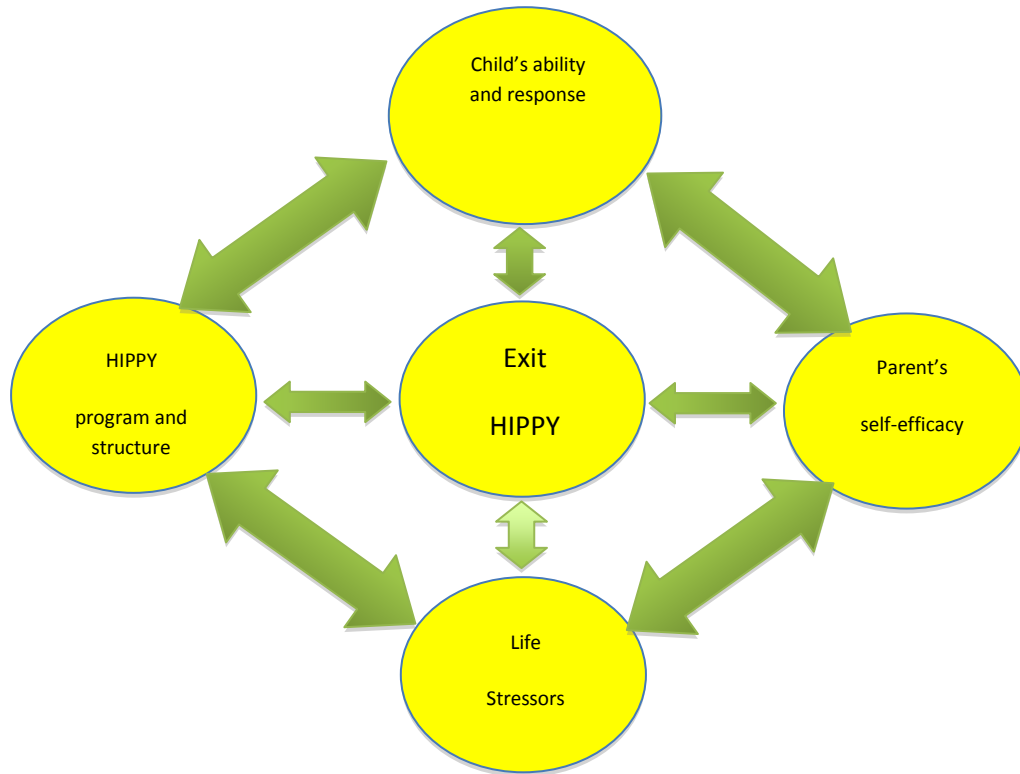 Child’s ability
and response
HIPPY
program and
structure
Exit
HIPPY
Parent’s
self-efficacy
Life
Stressors